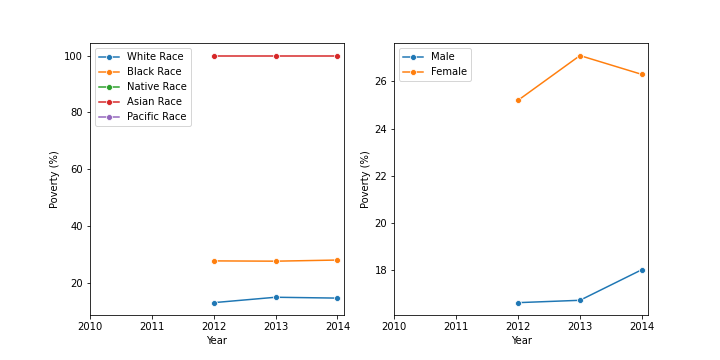 100
80
60
40
20
Poverty (%)
White Race
Black Race
Native Race
Asian Race
Pacific Race
2010 2011 2012 2013 2014
Year
26
24
22
20
18
Poverty (%)
Male
Female
2010 2011 2012 2013 2014
Year